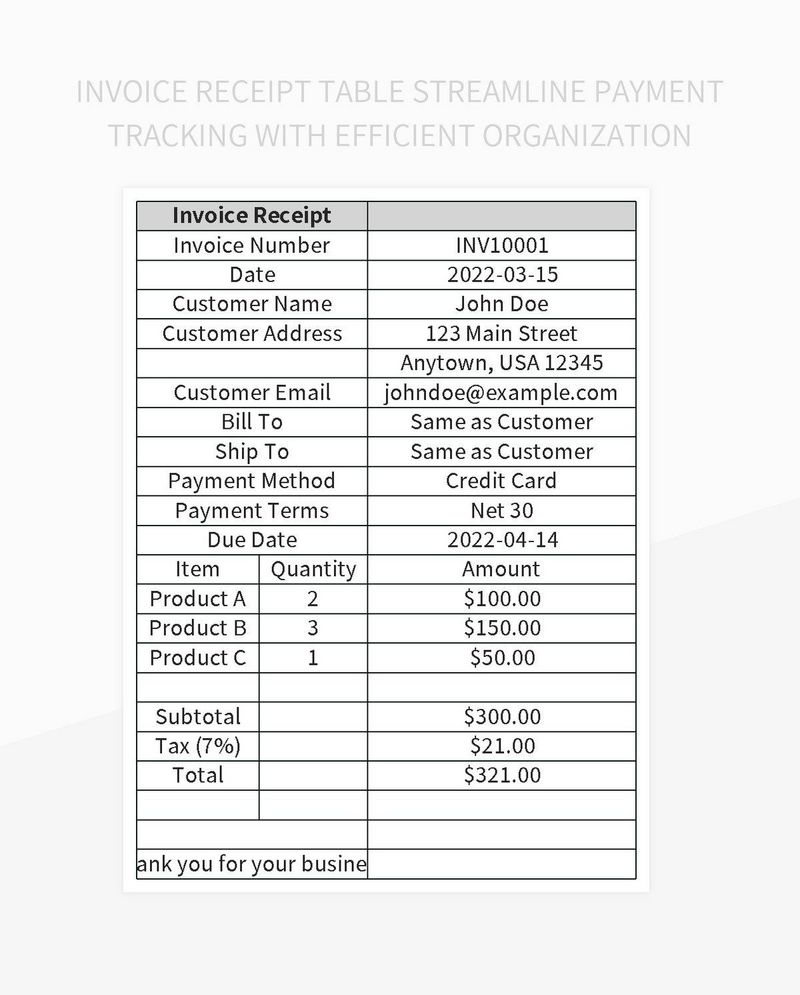 INVOICE RECEIPT TABLE STREAMLINE PAYMENT
TRACKING WITH EFFICIENT ORGANIZATION
Invoice Receipt
Invoice Number INV10001
Date 2022-03-15
Customer Name John Doe
Customer Address 123 Main Street
Anytown, USA 12345
Customer Email johndoe@example.com
Bill To Same as Customer
Ship To Same as Customer
Payment Method Credit Card
Payment Terms Net 30
Due Date 2022-04-14
Item Quantity Amount
Product A 2 $100.00
Product B 3 $150.00
Product C 1 $50.00
Subtotal $300.00
Tax (7%) $21.00
Total $321.00
ank you for your busine